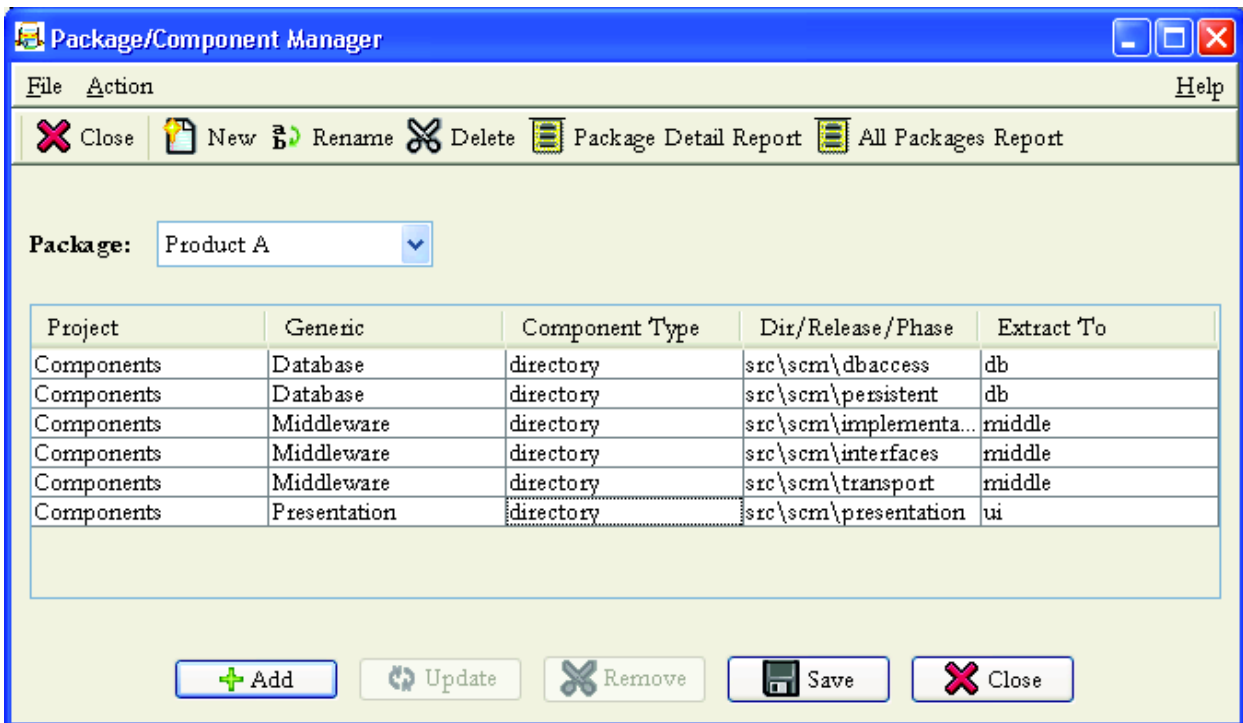 Package/Component Manager
File Action Help
Close New Rename Delete Package Detail Report All Packages Report
Package: Product A
Project Generic Component Type Dir/Release/Phase Extract To
Components Database directory src\scm\dbaccess db
Components Database directory src\scm\persistent db
Components Middleware directory src\scm\implementa... middle
Components Middleware directory src\scm\interfaces middle
Components Middleware directory src\scm\transport middle
Components Presentation directory src\scm\presentation ui
Add Update Remove Save Close